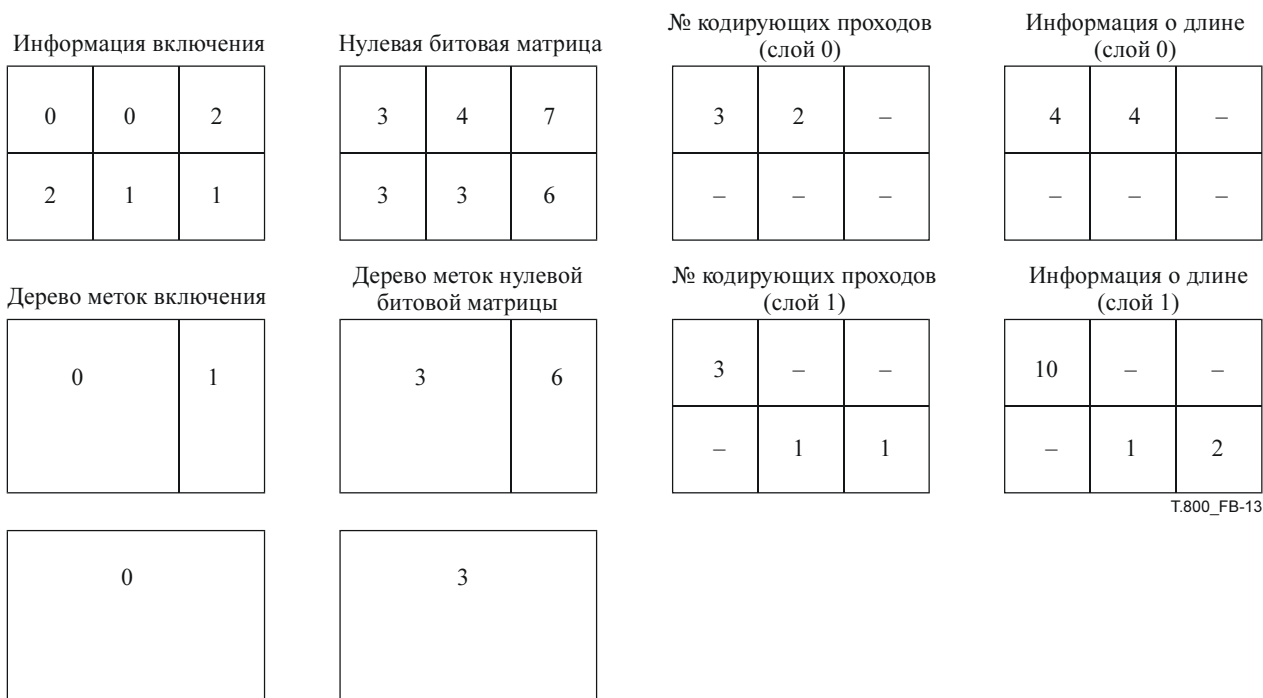 Информация включения
0 0 2
2 1 1
Нулевая битовая матрица
3 4 7
3 3 6
№ кодирующих проходов
(слой 0)
3 2 –
– – –
Информация о длине
(слой 0)
4 4 –
– – –
Дерево меток включения
0 1
0
Дерево меток нулевой
битовой матрицы
3 6
3
№ кодирующих проходов
(слой 1)
3 – –
– 1 1
Информация о длине
(слой 1)
10 – –
– 1 2
T.800_FB-13